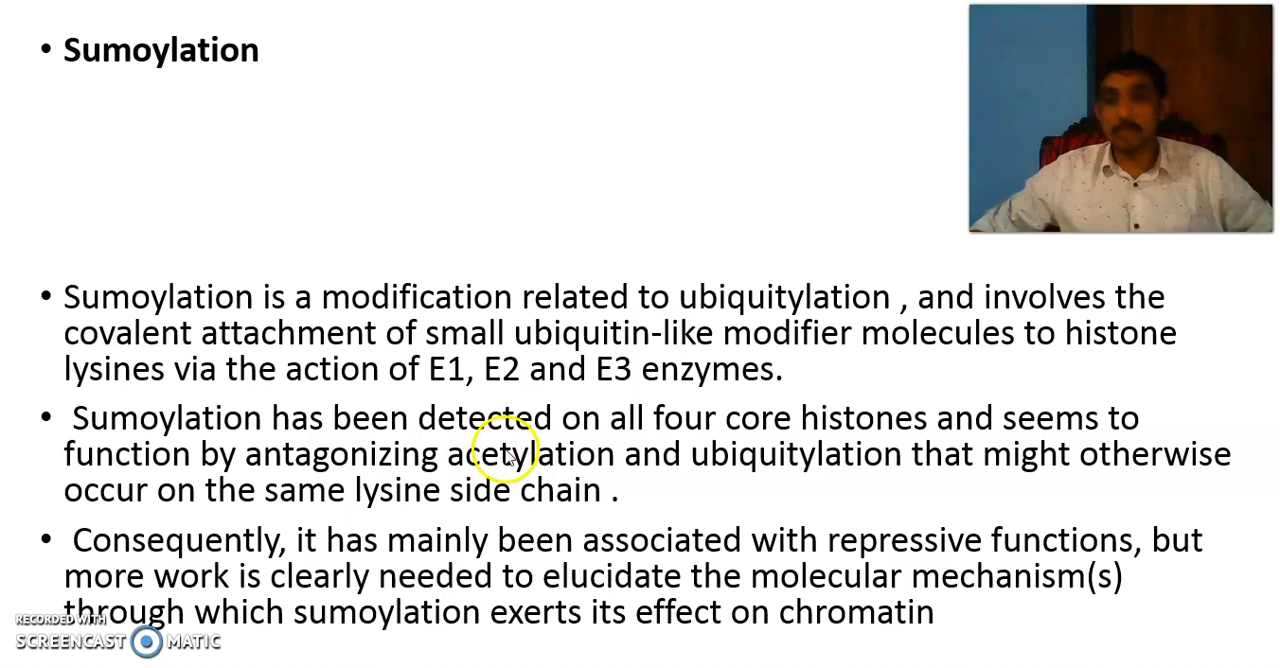 • Sumoylation
• Sumoylation is a modification related to ubiquitylation , and involves the
covalent attachment of small ubiquitin-like modifier molecules to histone
lysines via the action of E1, E2 and E3 enzymes.
• Sumoylation has been detected on all four core histones and seems to
function by antagonizing acetylation and ubiquitylation that might otherwise
occur on the same lysine side chain .
• Consequently, it has mainly been associated with repressive functions, but
more work is clearly needed to elucidate the molecular mechanism(s)
through which sumoylation exerts its effect on chromatin
RECORDED WITH
SCREENCAST MATIC